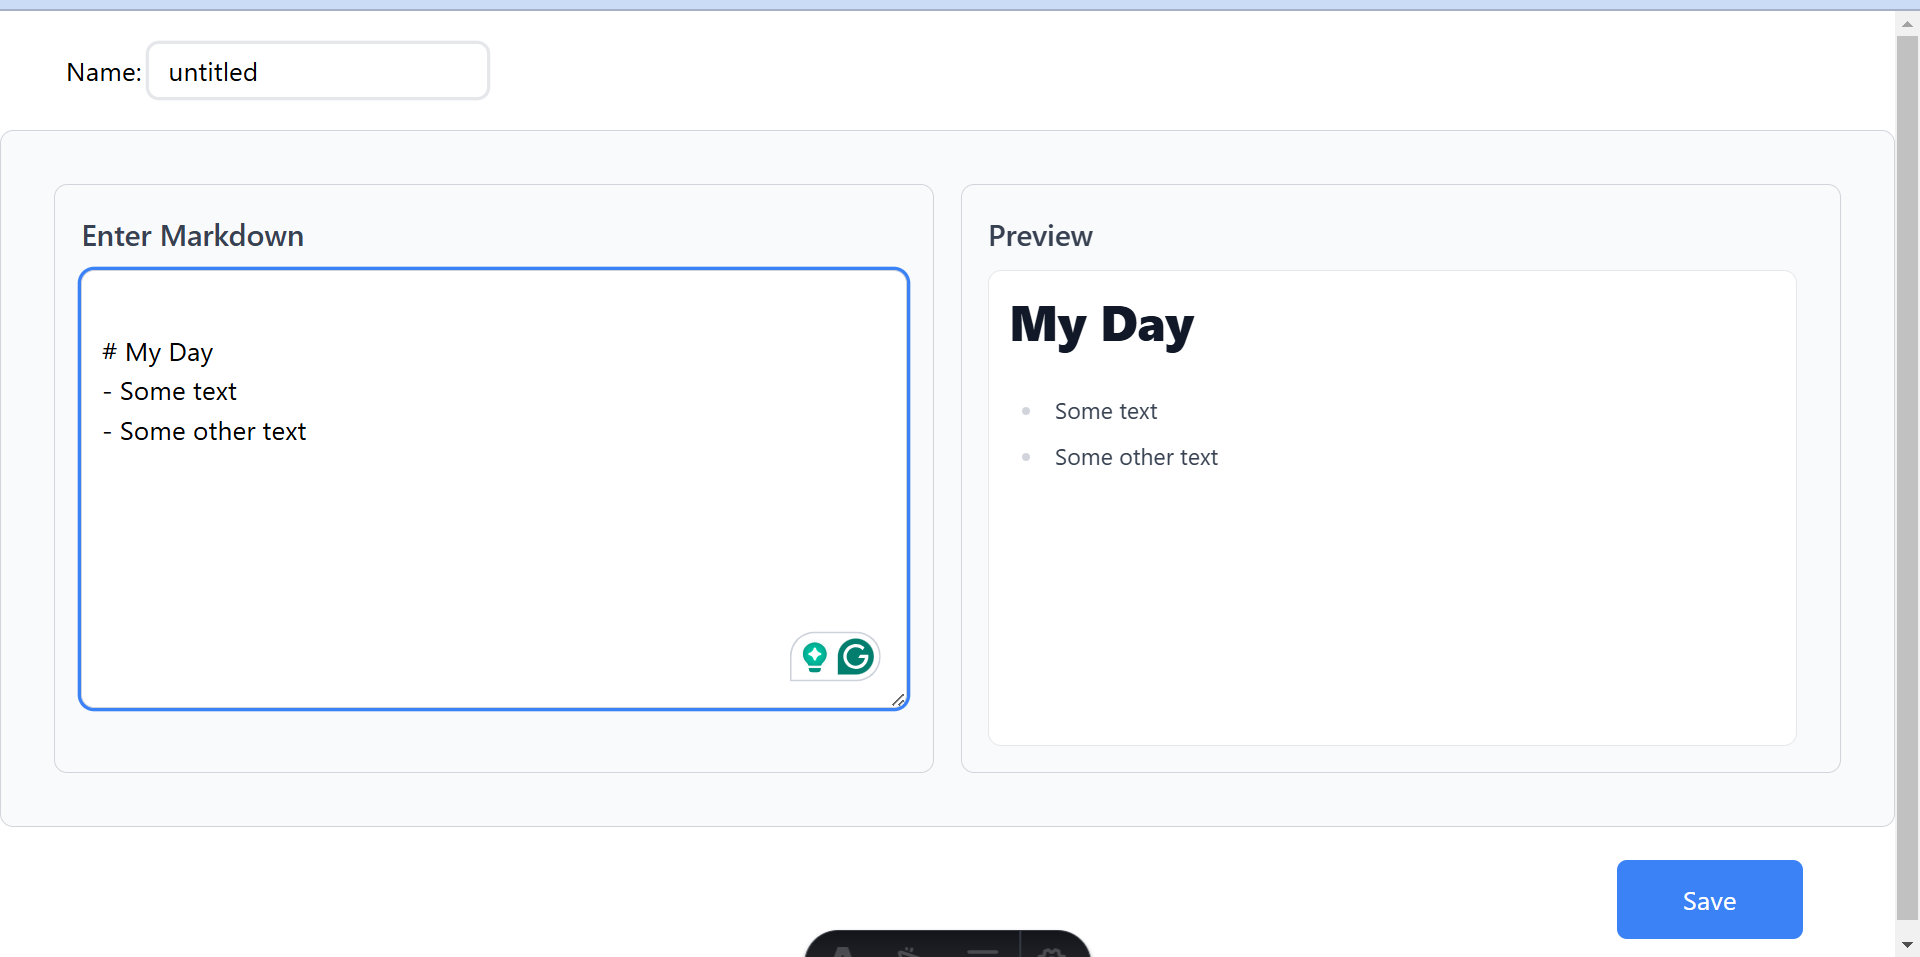 Name: untitled
Enter Markdown
# My Day
- Some text
- Some other text
Preview
My Day
Some text
Some other text
Save